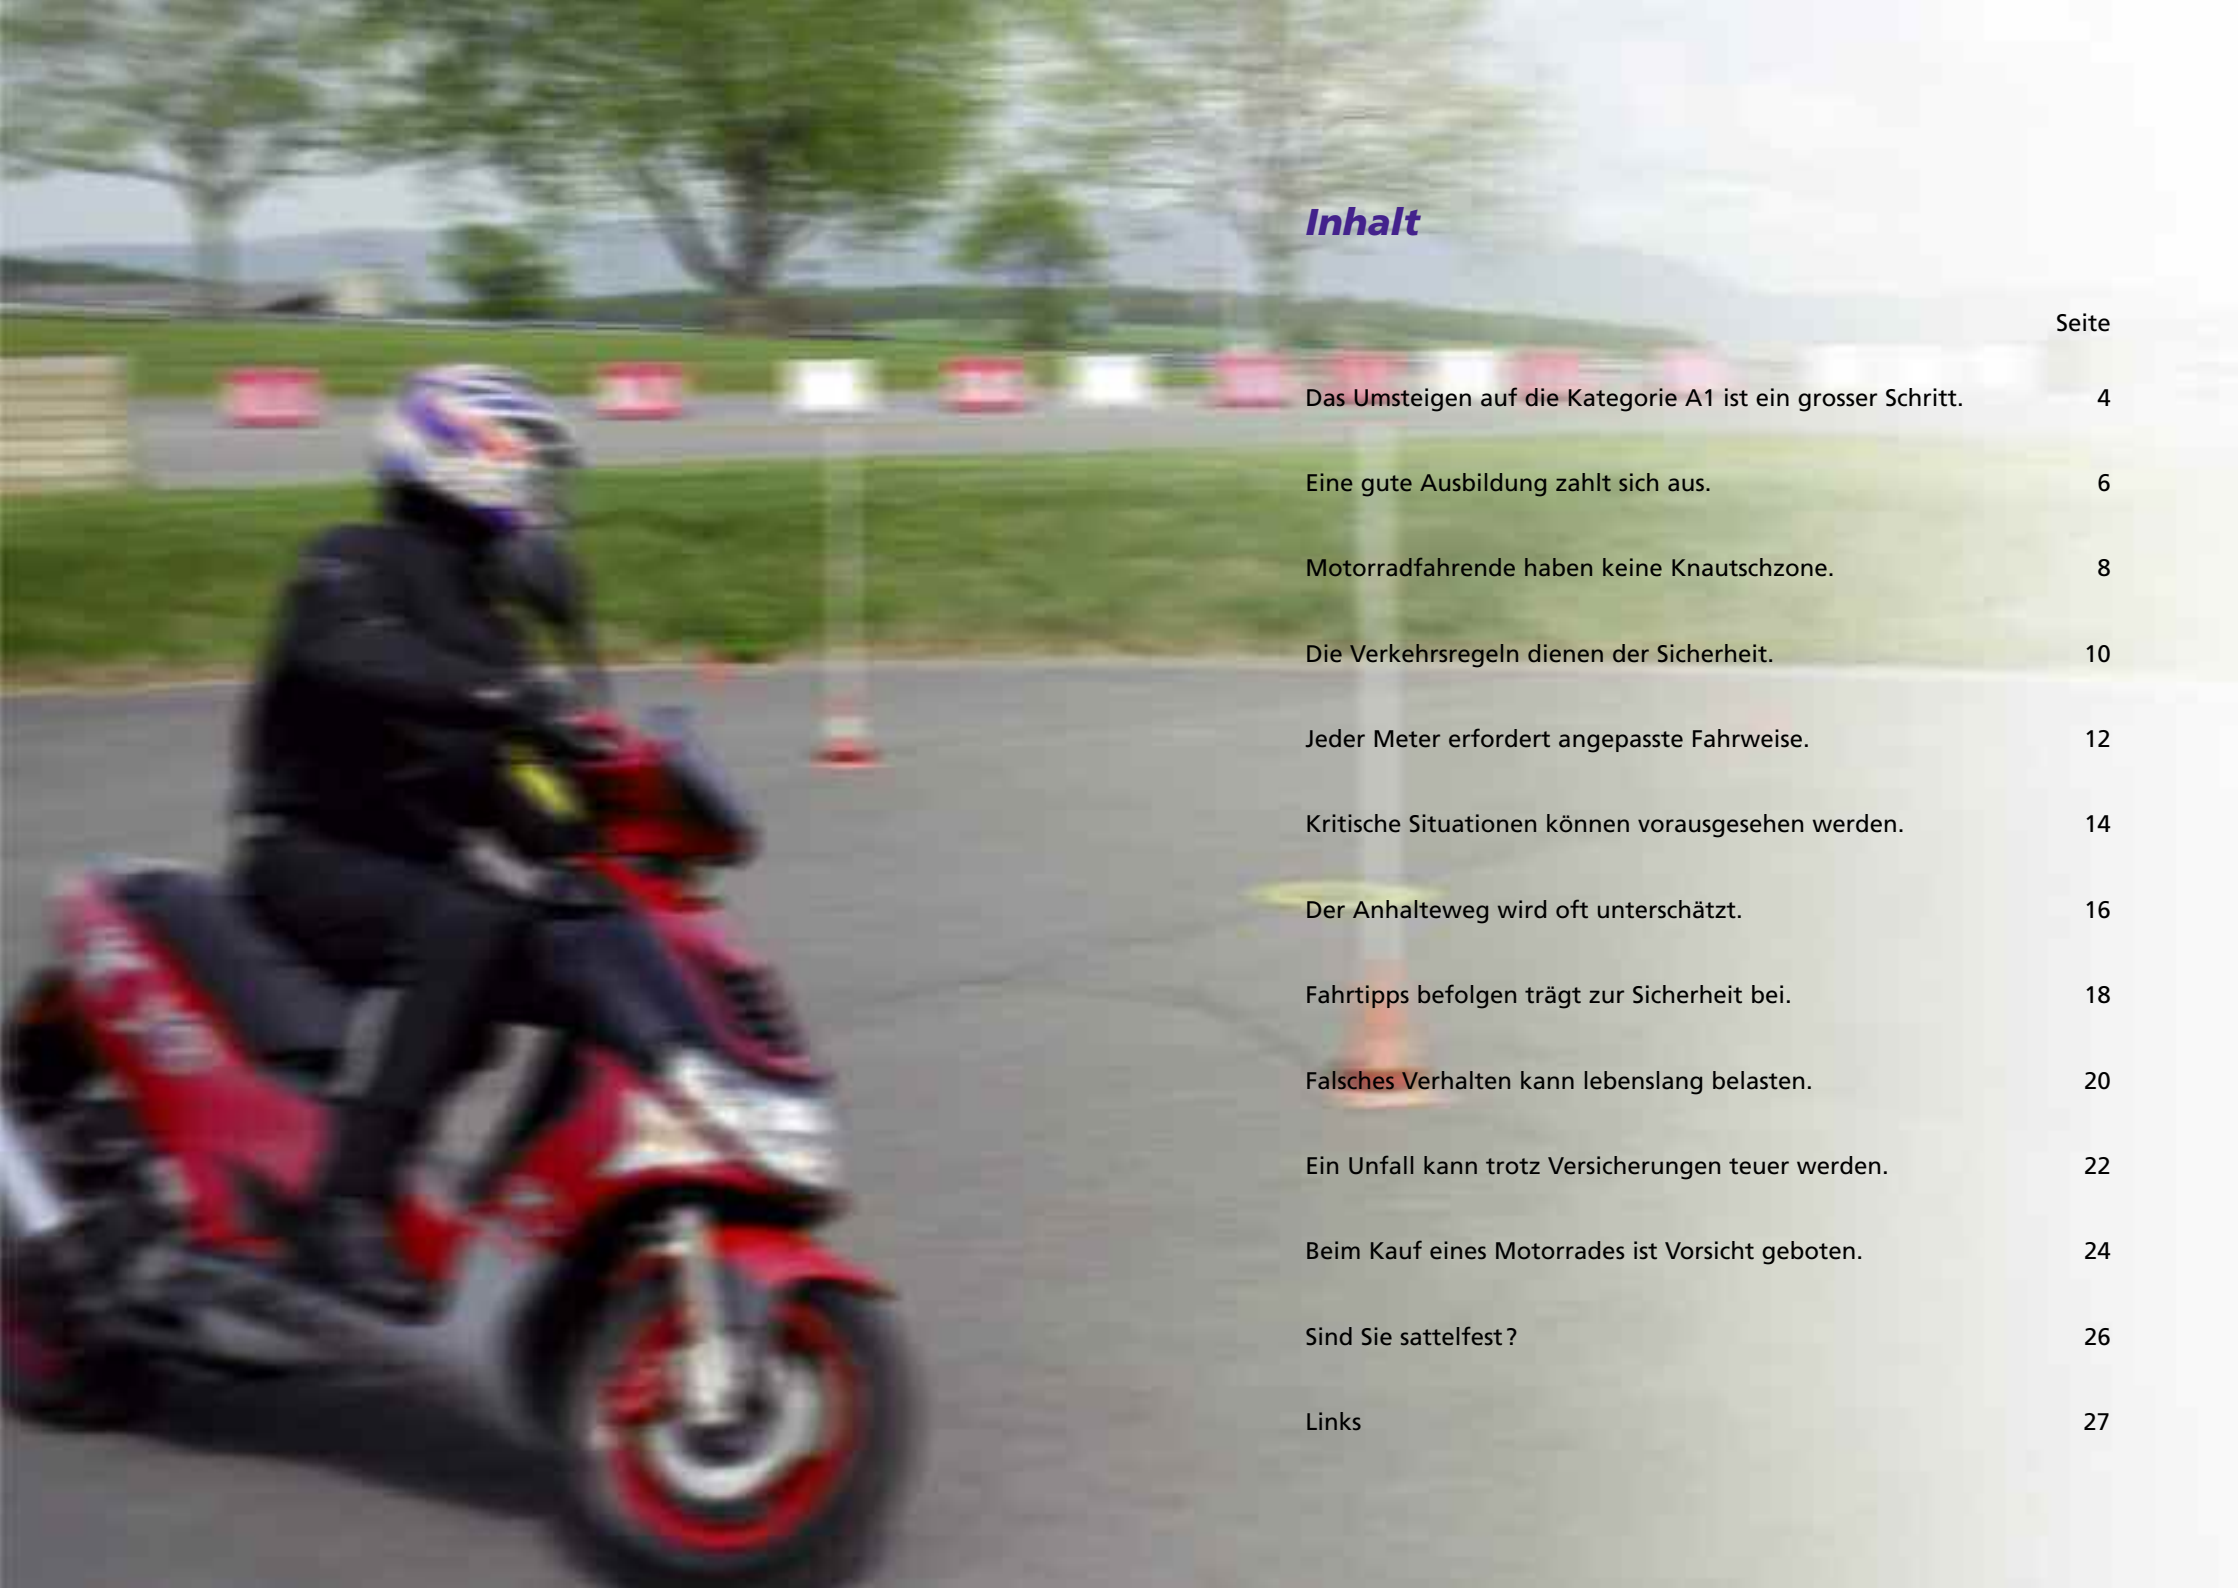 Inhalt
Seite
Das Umsteigen auf die Kategorie A1 ist ein grosser Schritt. 4
Eine gute Ausbildung zahlt sich aus. 6
Motorradfahrende haben keine Knautschzone. 8
Die Verkehrsregeln dienen der Sicherheit. 10
Jeder Meter erfordert angepasste Fahrweise. 12
Kritische Situationen können vorausgesehen werden. 14
Der Anhalteweg wird oft unterschätzt. 16
Fahrtipps befolgen trägt zur Sicherheit bei. 18
Falsches Verhalten kann lebenslang belasten. 20
Ein Unfall kann trotz Versicherungen teuer werden. 22
Beim Kauf eines Motorrades ist Vorsicht geboten. 24
Sind Sie sattelfest ? 26
Links 27